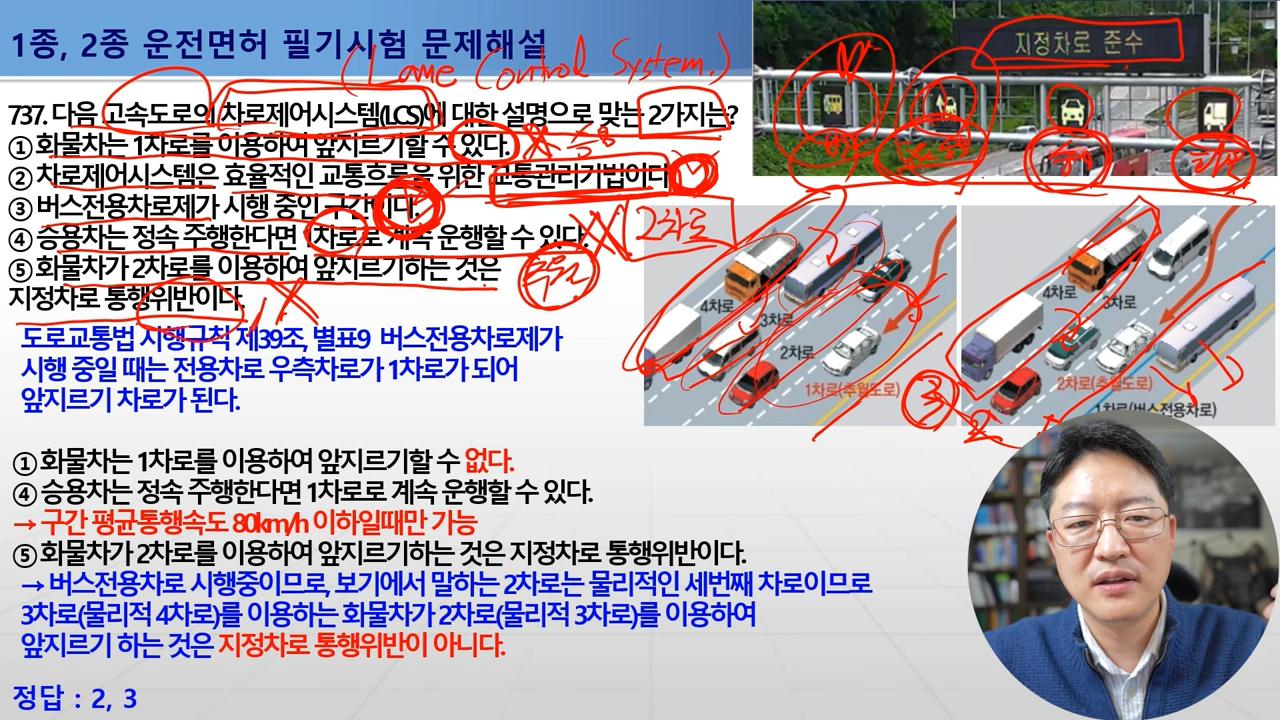 1종, 2종 운전면허 필기시험 문제해설
(Lane Control System.)
지정차로 준수
737. 다음 고속도로의 차로제어시스템(LCS)에 대한 설명으로 맞는 2가지는?
① 화물차는 1차로를 이용하여 앞지르기할 수 있다.
② 차로제어시스템은 효율적인 교통흐름을 위한 교통관리기법이다.
③ 버스전용차로제가 시행 중인 구간이다.
④ 승용차는 정속 주행한다면 1차로로 계속 운행할 수 있다.
⑤ 화물차가 2차로를 이용하여 앞지르기하는 것은
지정차로 통행위반이다.
2차로
추월
도로교통법 시행규칙 제39조, 별표9 버스전용차로제가
시행 중일 때는 전용차로 우측차로가 1차로가 되어
앞지르기 차로가 된다.
4차로
3차로
2차로
1차로(추월도로)
4차로
3차로
2차로(추월도로)
1차로(버스전용차로)
① 화물차는 1차로를 이용하여 앞지르기할 수 없다.
④ 승용차는 정속 주행한다면 1차로로 계속 운행할 수 있다.
→ 구간 평균통행속도 80km/h 이하일때만 가능
⑤ 화물차가 2차로를 이용하여 앞지르기하는 것은 지정차로 통행위반이다.
→ 버스전용차로 시행중이므로, 보기에서 말하는 2차로는 물리적인 세번째 차로이므로
3차로(물리적 4차로)를 이용하는 화물차가 2차로(물리적 3차로)를 이용하여
앞지르기 하는 것은 지정차로 통행위반이 아니다.
정답 : 2, 3